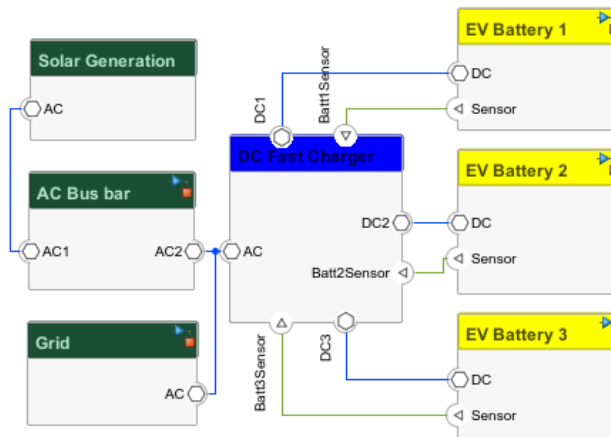 Solar Generation
AC
AC Bus bar
AC1
AC2
Grid
AC
DC1
Batt1Sensor
DC Fast Charger
AC
DC2
Batt2Sensor
Batt3Sensor
DC3
EV Battery 1
DC
Sensor
EV Battery 2
DC
Sensor
EV Battery 3
DC
Sensor